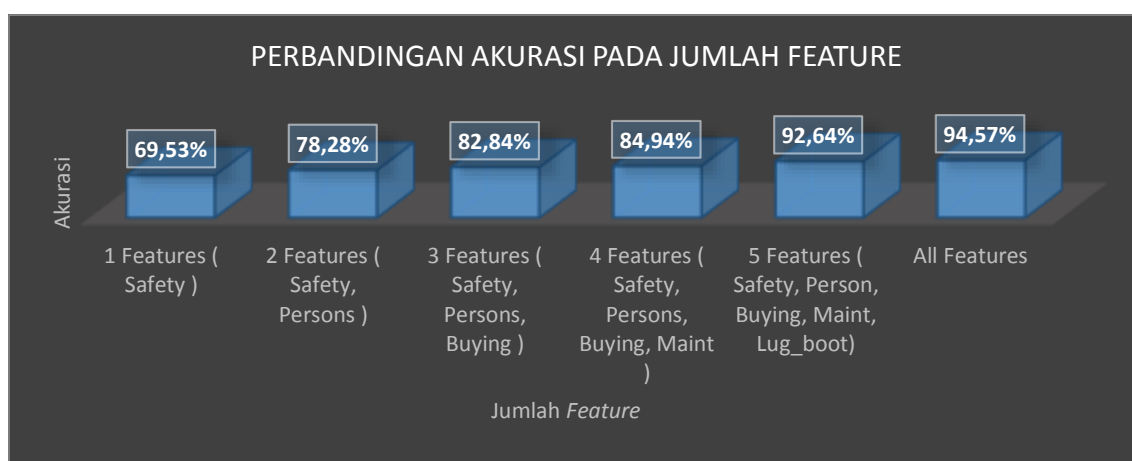 PERBANDINGAN AKURASI PADA JUMLAH FEATURE
69,53%
78,28%
82,84%
84,94%
92,64%
94,57%
Akurasi
1 Features (
Safety )
2 Features (
Safety,
Persons )
3 Features (
Safety,
Persons,
Buying )
4 Features (
Safety,
Persons,
Buying, Maint
)
5 Features (
Safety, Person,
Buying, Maint,
Lug_boot)
All Features
Jumlah Feature